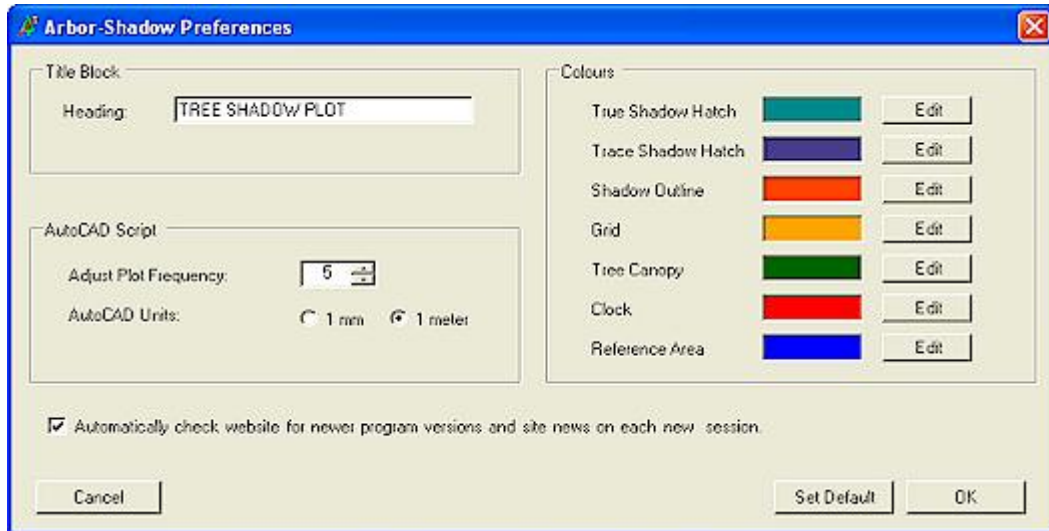 Arbor-Shadow Preferences
Title Block
Heading: TREE SHADOW PLOT
AutoCAD Script
Adjust Plot Frequency: 5
AutoCAD Units: 1 mm 1 meter
Colours
True Shadow Hatch Edit
Trace Shadow Hatch Edit
Shadow Outline Edit
Grid Edit
Tree Canopy Edit
Clock Edit
Reference Area Edit
Automatically check website for newer program versions and site news on each new session.
Cancel Set Default OK